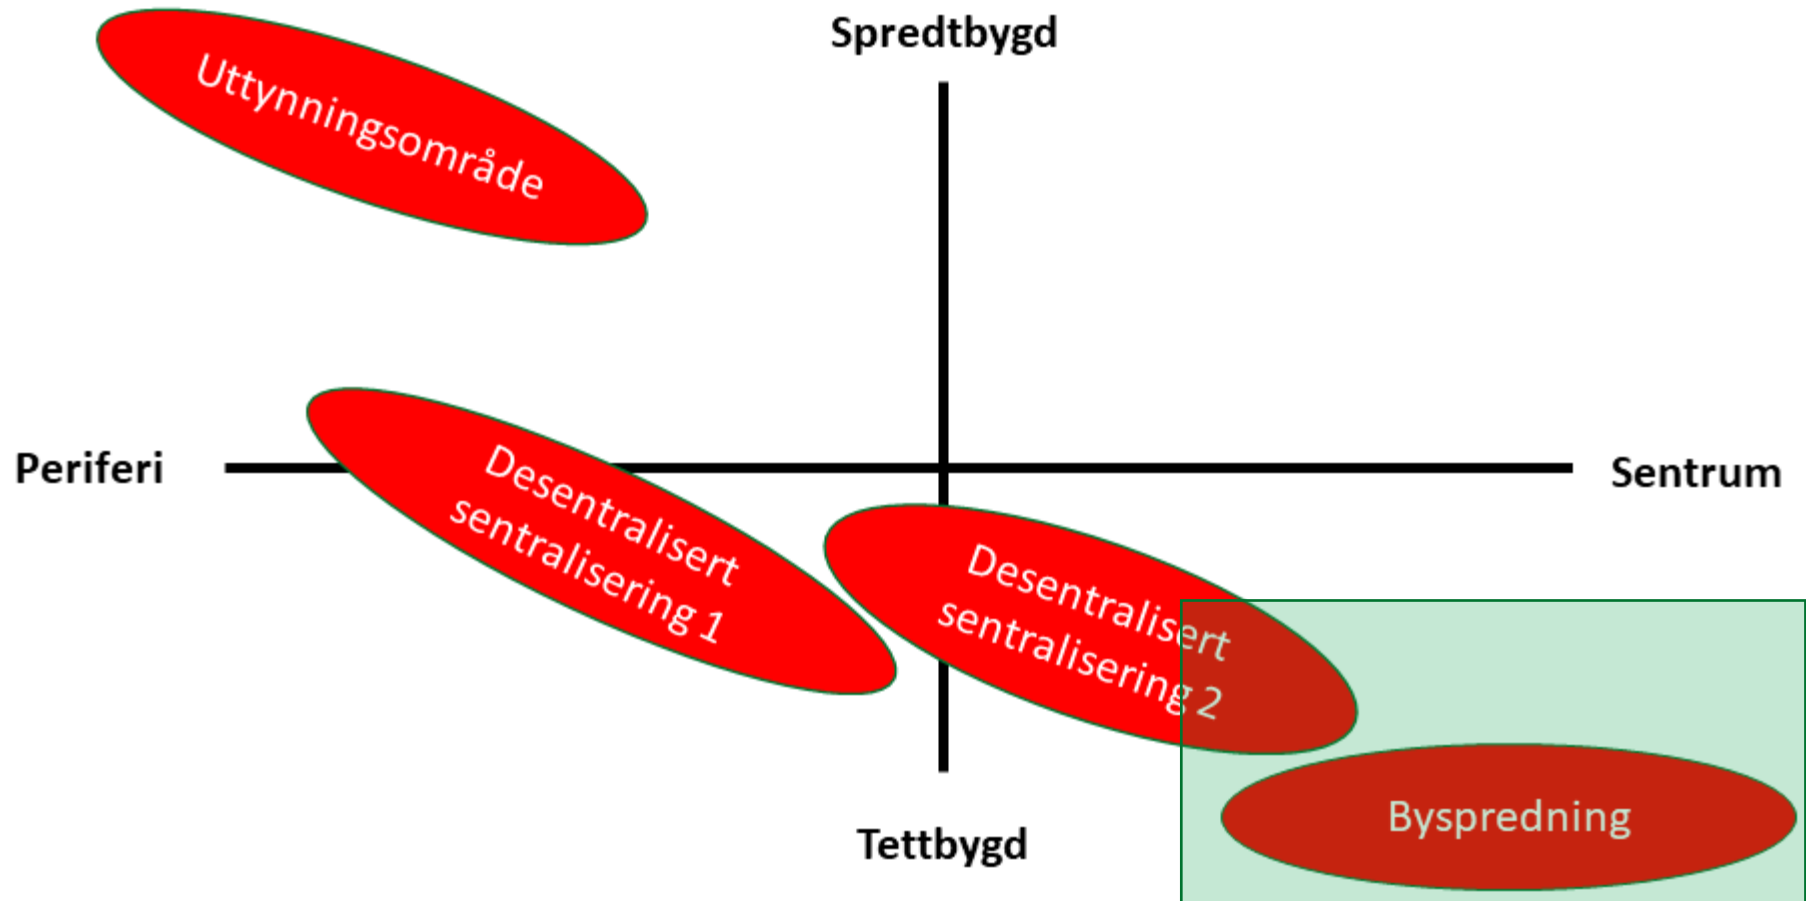 Spredtbygd
Uttynningsområde
Periferi
Sentrum
Desentralisert
sentralisering 1
Desentralisert
sentralisering 2
Byspredning
Tettbygd